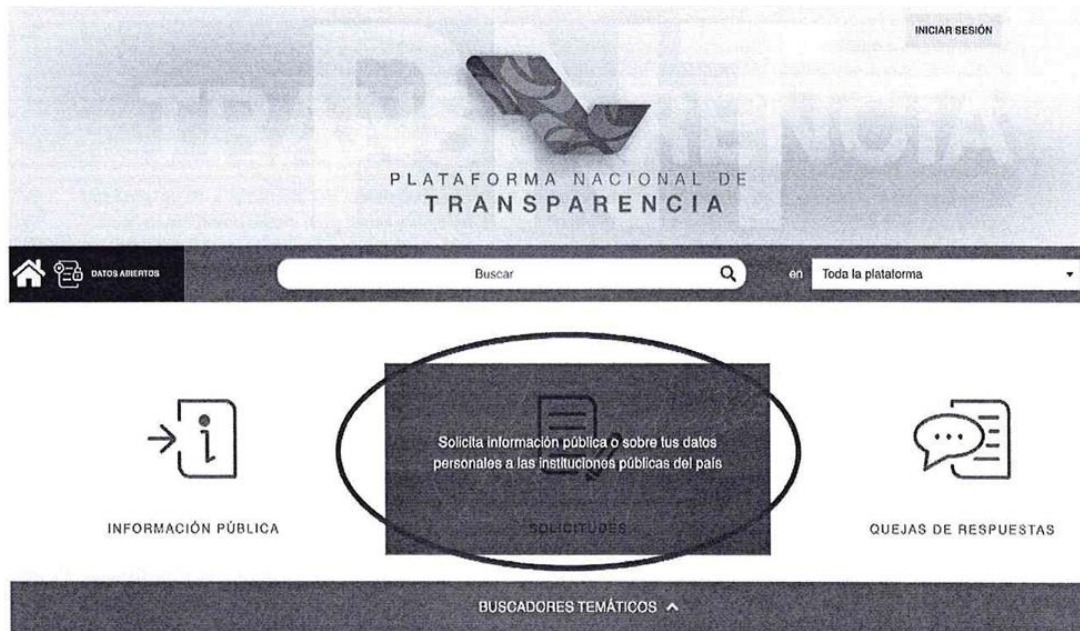 INICIAR SESIÓN
PLATAFORMA NACIONAL DE
TRANSPARENCIA
DATOS ABIERTOS
Buscar
en
Toda la plataforma
Solicita información pública o sobre tus datos
personales a las instituciones públicas del país
INFORMACIÓN PÚBLICA
SOLICITUDES
QUEJAS DE RESPUESTAS
BUSCADORES TEMÁTICOS